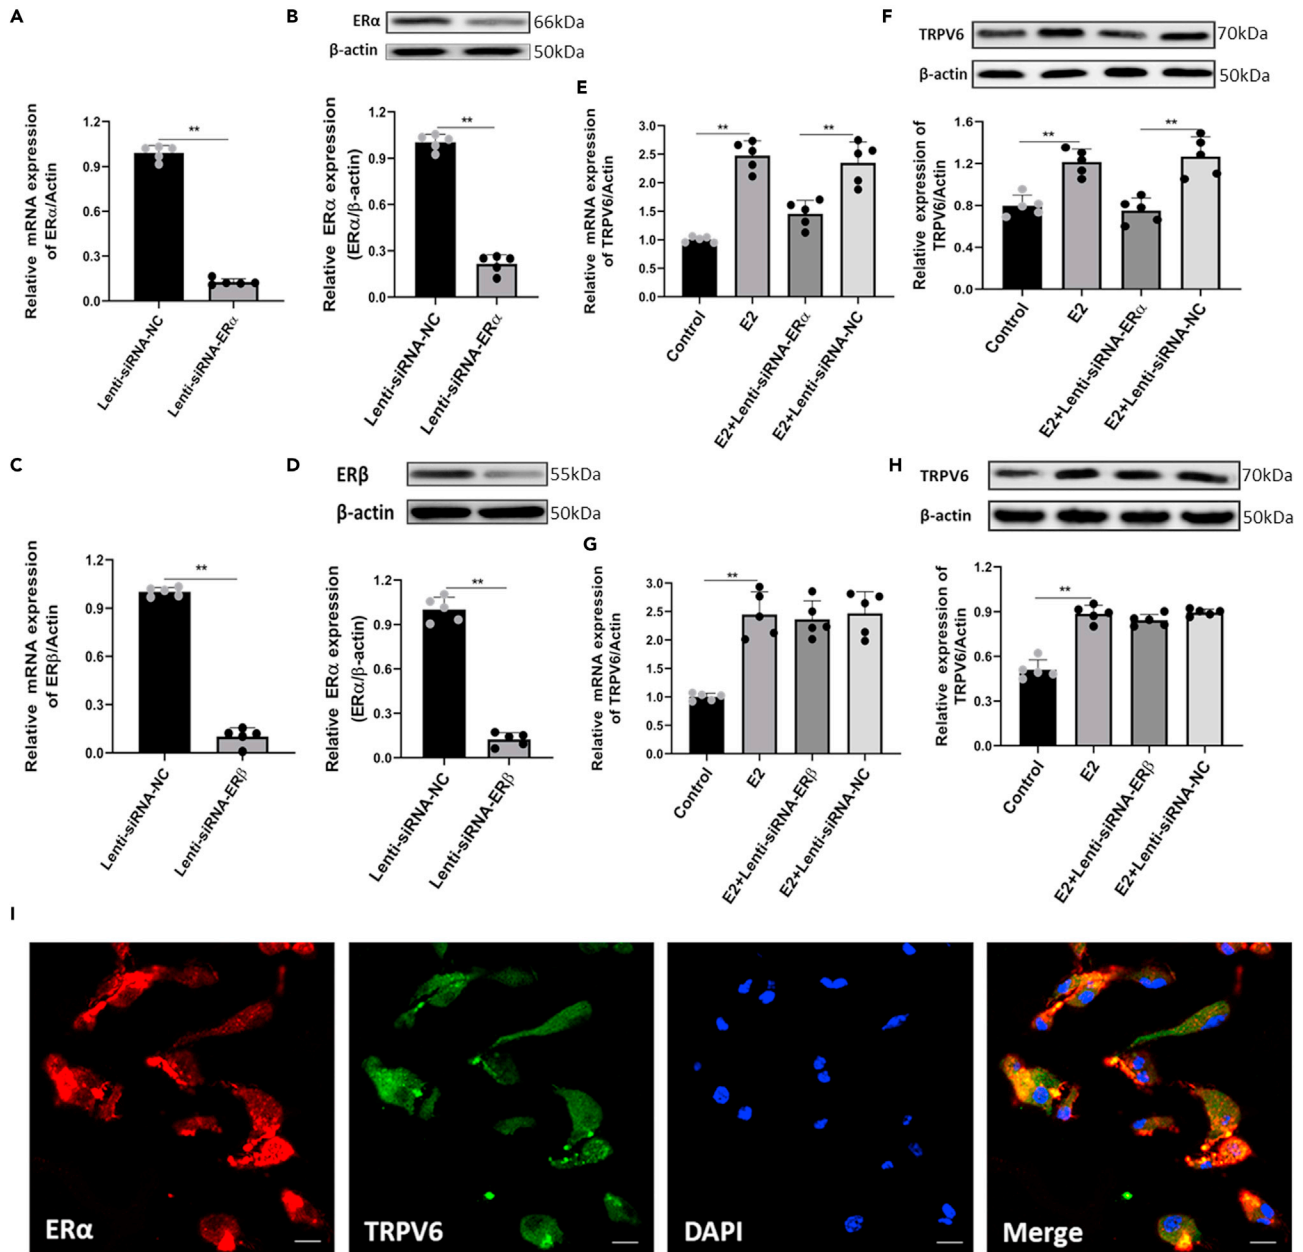 A
Relative mRNA expression
of ERα/Actin
1.2
0.9
0.6
0.3
0.0
**
Lenti-siRNA-NC
Lenti-siRNA-ERα
B
ERα
66kDa
β-actin
50kDa
Relative ERα expression
(ERα/β-actin)
1.2
0.9
0.6
0.3
0.0
**
Lenti-siRNA-NC
Lenti-siRNA-ERα
E
Relative mRNA expression
of TRPV6/Actin
3.0
2.5
2.0
1.5
1.0
0.5
0.0
**
**
Control
E2
E2+Lenti-siRNA-ERα
E2+Lenti-siRNA-NC
F
TRPV6
70kDa
β-actin
50kDa
Relative expression of
TRPV6/Actin
1.6
1.2
0.8
0.4
0.0
**
**
Control
E2
E2+Lenti-siRNA-ERα
E2+Lenti-siRNA-NC
C
Relative mRNA expression
of ERβ/Actin
1.2
0.9
0.6
0.3
0.0
**
Lenti-siRNA-NC
Lenti-siRNA-ERβ
D
ERβ
55kDa
β-actin
50kDa
Relative ERα expression
(ERα/β-actin)
1.2
0.9
0.6
0.3
0.0
**
Lenti-siRNA-NC
Lenti-siRNA-ERβ
G
Relative mRNA expression
of TRPV6/Actin
3.0
2.5
2.0
1.5
1.0
0.5
0.0
**
Control
E2
E2+Lenti-siRNA-ERβ
E2+Lenti-siRNA-NC
H
TRPV6
70kDa
β-actin
50kDa
Relative expression of
TRPV6/Actin
1.2
0.9
0.6
0.3
0.0
**
Control
E2
E2+Lenti-siRNA-ERβ
E2+Lenti-siRNA-NC
I
ERα
TRPV6
DAPI
Merge